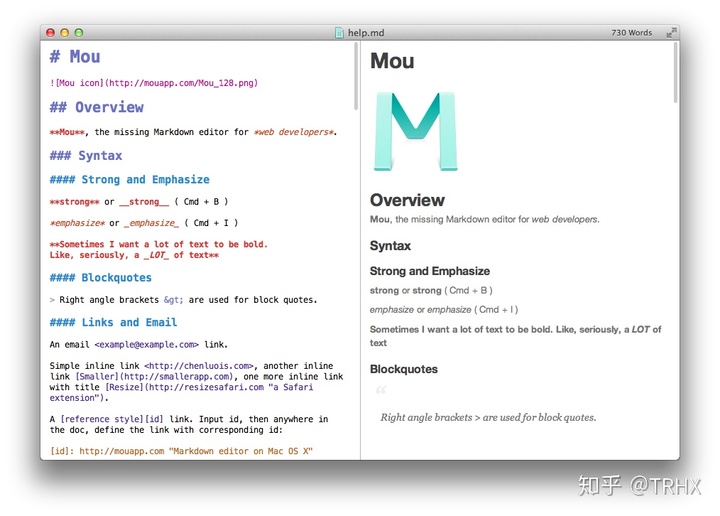 help.md
730 Words
# Mou
![Mou icon](http://mouapp.com/Mou_128.png)
## Overview
**Mou**, the missing Markdown editor for *web developers*.
### Syntax
#### Strong and Emphasize
**strong** or __strong__ ( Cmd + B )
*emphasize* or _emphasize_ ( Cmd + I )
**Sometimes I want a lot of text to be bold.
Like, seriously, a _LOT_ of text**
#### Blockquotes
> Right angle brackets &gt; are used for block quotes.
#### Links and Email
An email <example@example.com> link.
Simple inline link <http://chenluois.com>, another inline
link [Smaller](http://smallerapp.com), one more inline link
with title [Resize](http://resizesafari.com "a Safari
extension").
A [reference style][id] link. Input id, then anywhere in
the doc, define the link with corresponding id:
[id]: http://mouapp.com "Markdown editor on Mac OS X"
Mou
M
Overview
Mou, the missing Markdown editor for web developers.
Syntax
Strong and Emphasize
strong or strong ( Cmd + B )
emphasize or emphasize ( Cmd + I )
Sometimes I want a lot of text to be bold. Like, seriously, a LOT of
text
Blockquotes
“
Right angle brackets > are used for block quotes.
知乎 @TRHX